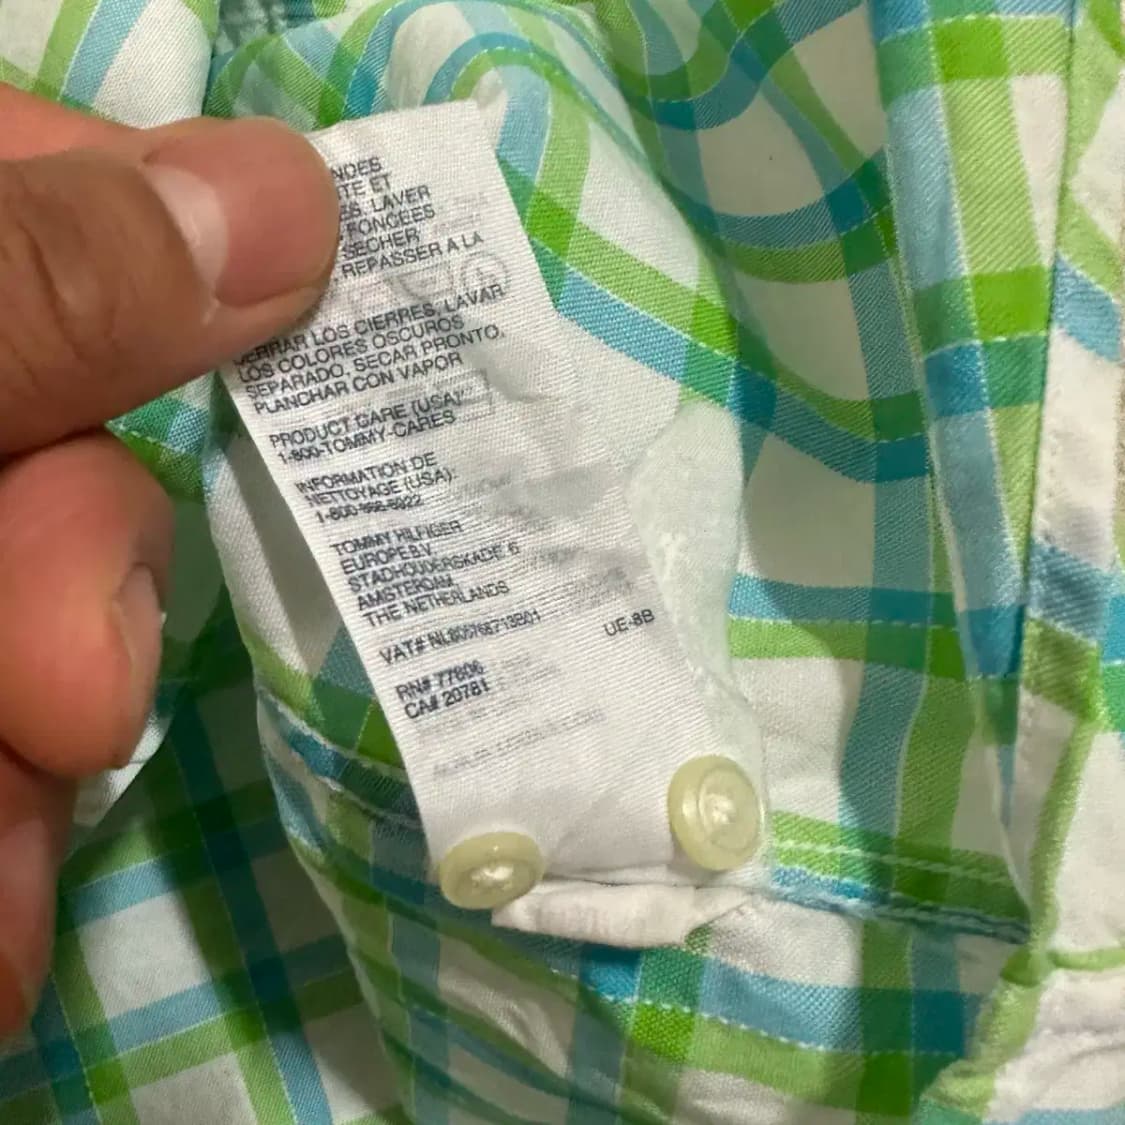 LAVER
FONCEES
SECHER
REPASSER A LA
LOS CIERRES, LAVAR
LOS COLORES OSCUROS
SEPARADO, SECAR PRONTO,
PLANCHAR CON VAPOR
PRODUCT CARE (USA)
1-800-TOMMY-CARES
INFORMATION DE
NETTOYAGE (USA):
TOMMY HILFIGER
EUROPE B.V.
STADHOUDERSKADE 6
AMSTERDAM
THE NETHERLANDS
VAT# NL805768713B01
UE-8B
RN# 77806
CA# 20781